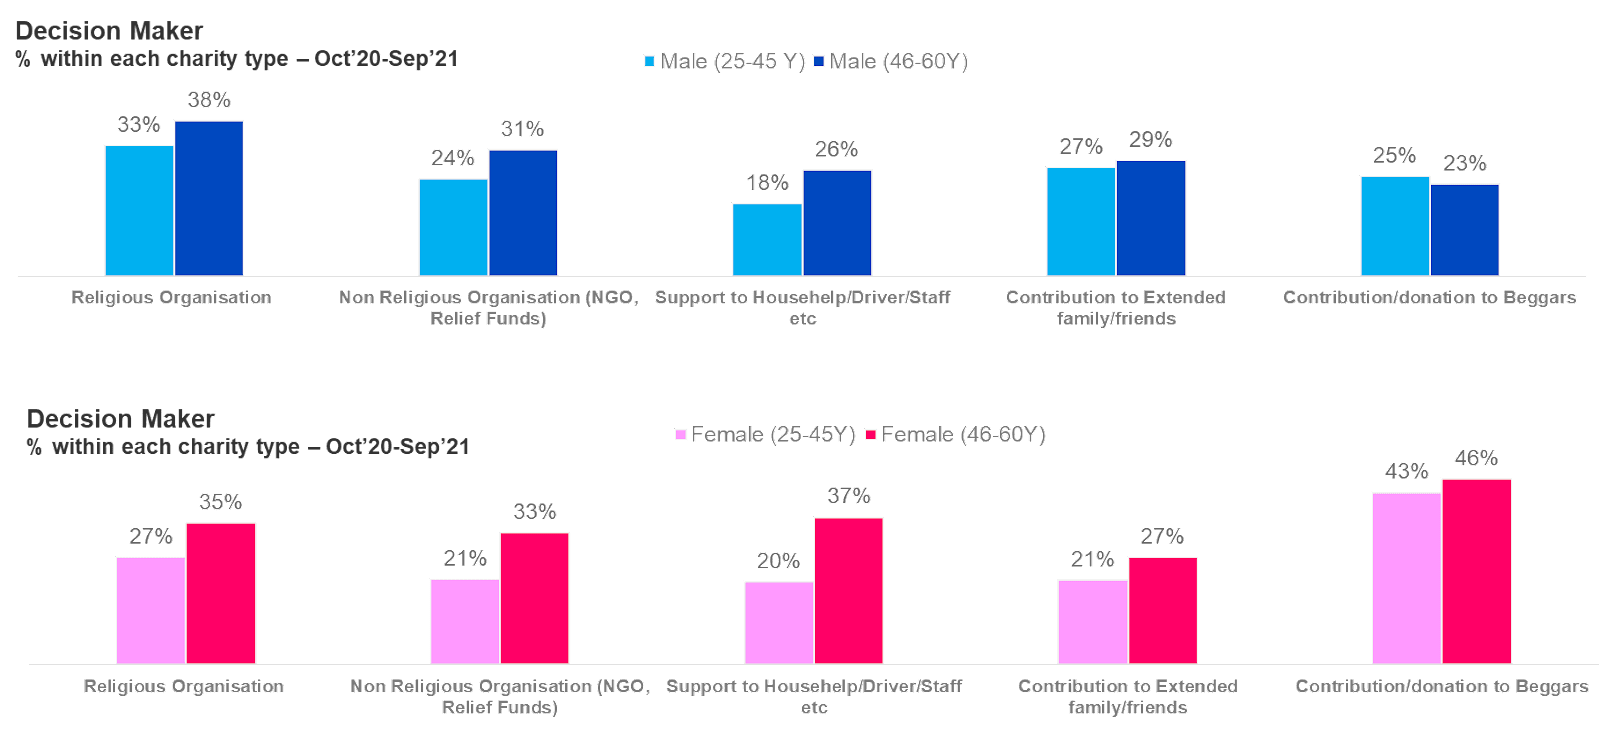 Decision Maker
% within each charity type – Oct’20-Sep’21
Male (25-45 Y) Male (46-60Y)
33% 38% 24% 31% 18% 26% 27% 29% 25% 23%
Religious Organisation Non Religious Organisation (NGO, Support to Househelp/Driver/Staff Contribution to Extended Contribution/donation to Beggars
Relief Funds) etc family/friends
Decision Maker
% within each charity type – Oct’20-Sep’21
Female (25-45Y) Female (46-60Y)
27% 35% 21% 33% 20% 37% 21% 27% 43% 46%
Religious Organisation Non Religious Organisation (NGO, Support to Househelp/Driver/Staff Contribution to Extended Contribution/donation to Beggars
Relief Funds) etc family/friends